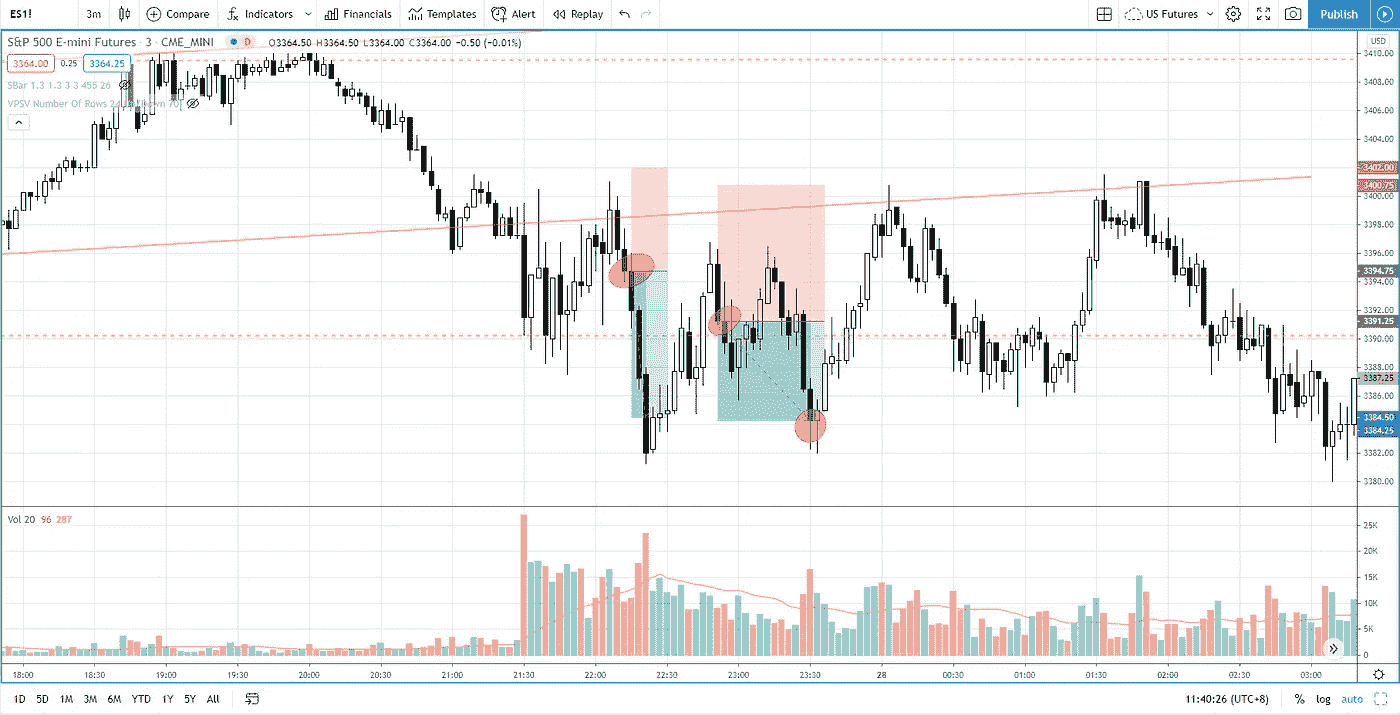 ES1! 3m Compare Indicators Financials Templates Alert Replay US Futures Publish
S&P 500 E-mini Futures · 3 · CME_MINI D O3364.50 H3364.50 L3364.00 C3364.00 −0.50 (−0.01%)
USD
3364.00 0.25 3364.25
SBar 1.3 1.3 3 3 455 26
VPSV Number Of Rows 24 Up/Down 70
3410.00
3408.00
3406.00
3404.00
3402.00
3400.75
3400.00
3398.00
3396.00
3394.75
3394.00
3392.00
3391.25
3390.00
3388.00
3387.25
3386.00
3384.50
3384.25
3382.00
3380.00
Vol 20 96 287
25K
20K
15K
10K
5K
0
18:00 18:30 19:00 19:30 20:00 20:30 21:00 21:30 22:00 22:30 23:00 23:30 28 00:30 01:00 01:30 02:00 02:30 03:00
1D 5D 1M 3M 6M YTD 1Y 5Y All 11:40:26 (UTC+8) % log auto